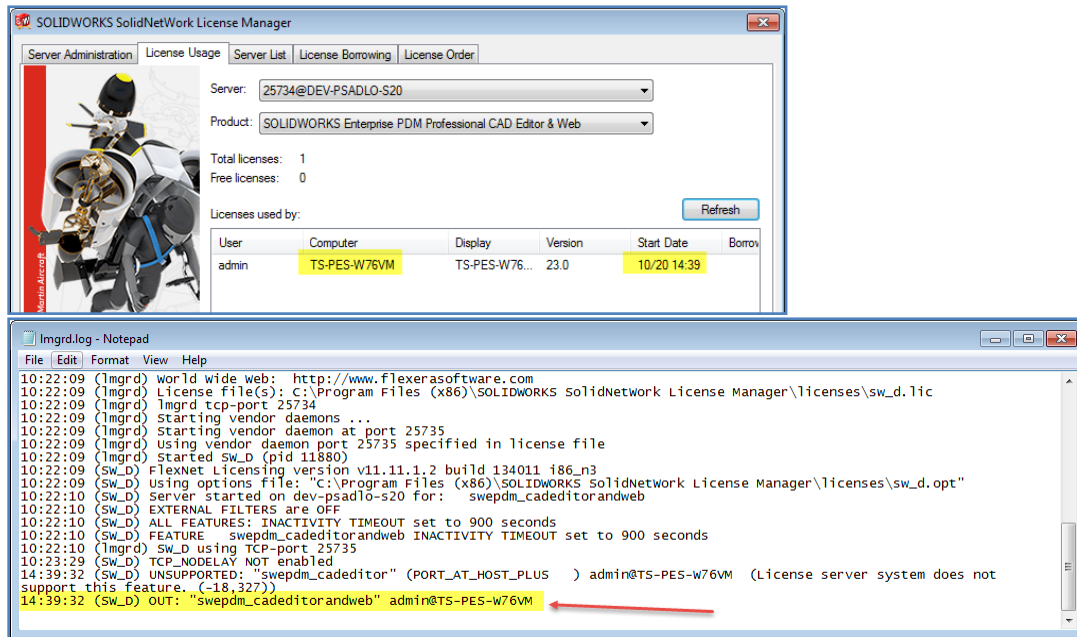 SOLIDWORKS SolidNetWork License Manager
Server Administration License Usage Server List License Borrowing License Order
Server: 25734@DEV-PSADLO-S20
Product: SOLIDWORKS Enterprise PDM Professional CAD Editor & Web
Total licenses: 1
Free licenses: 0
Refresh
Licenses used by:
User Computer Display Version Start Date Borrow
admin TS-PES-W76VM TS-PES-W76... 23.0 10/20 14:39
Martin Aircraft
lmgrd.log - Notepad
File Edit Format View Help
10:22:09 (lmgrd) World Wide Web:  http://www.flexerasoftware.com
10:22:09 (lmgrd) License file(s): C:\Program Files (x86)\SOLIDWORKS SolidNetWork License Manager\licenses\sw_d.lic
10:22:09 (lmgrd) lmgrd tcp-port 25734
10:22:09 (lmgrd) Starting vendor daemons ...
10:22:09 (lmgrd) Starting vendor daemon at port 25735
10:22:09 (lmgrd) Using vendor daemon port 25735 specified in license file
10:22:09 (lmgrd) Started SW_D (pid 11880)
10:22:09 (SW_D) FlexNet Licensing version v11.11.1.2 build 134011 i86_n3
10:22:09 (SW_D) Using options file: "C:\Program Files (x86)\SOLIDWORKS SolidNetWork License Manager\licenses\sw_d.opt"
10:22:10 (SW_D) Server started on dev-psadlo-s20 for:   swepdm_cadeditorandweb
10:22:10 (SW_D) EXTERNAL FILTERS are OFF
10:22:10 (SW_D) ALL FEATURES: INACTIVITY TIMEOUT set to 900 seconds
10:22:10 (SW_D) FEATURE   swepdm_cadeditorandweb INACTIVITY TIMEOUT set to 900 seconds
10:22:10 (lmgrd) SW_D using TCP-port 25735
10:23:29 (SW_D) TCP_NODELAY NOT enabled
14:39:32 (SW_D) UNSUPPORTED: "swepdm_cadeditor" (PORT_AT_HOST_PLUS   ) admin@TS-PES-W76VM  (License server system does not
support this feature. (-18,327))
14:39:32 (SW_D) OUT: "swepdm_cadeditorandweb" admin@TS-PES-W76VM